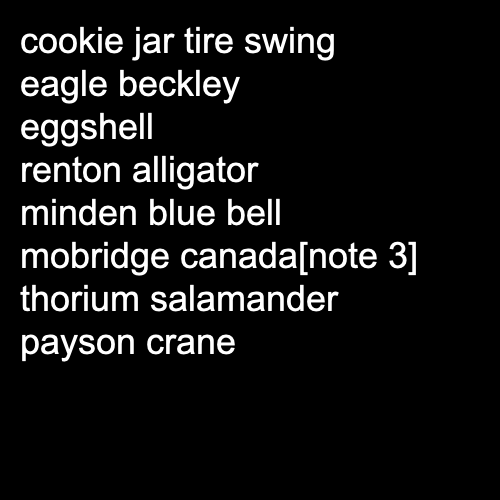 cookie jar tire swing
eagle beckley
eggshell
renton alligator
minden blue bell
mobridge canada[note 3]
thorium salamander
payson crane